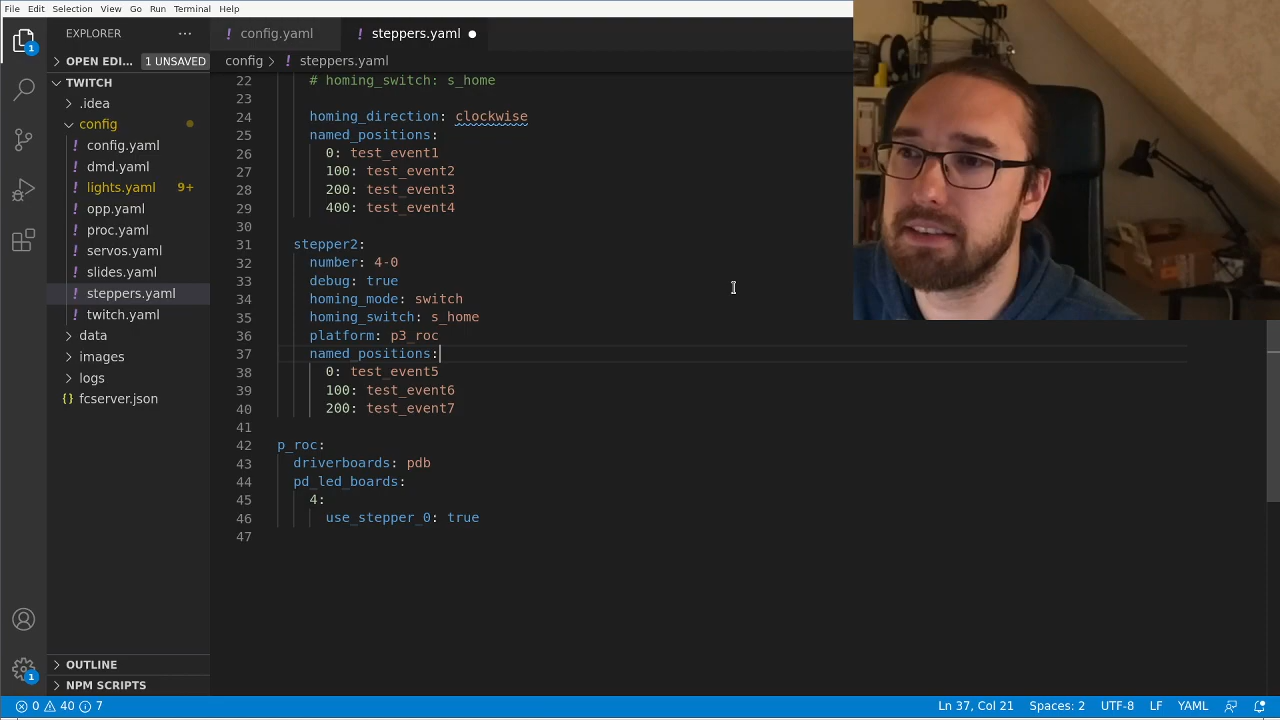 File Edit Selection View Go Run Terminal Help
EXPLORER
config.yaml
steppers.yaml
OPEN EDI... 1 UNSAVED
config > steppers.yaml
TWITCH
.idea
config
config.yaml
dmd.yaml
lights.yaml 9+
opp.yaml
proc.yaml
servos.yaml
slides.yaml
steppers.yaml
twitch.yaml
data
images
logs
fcserver.json
OUTLINE
NPM SCRIPTS
22 # homing_switch: s_home
23
24 homing_direction: clockwise
25 named_positions:
26 0: test_event1
27 100: test_event2
28 200: test_event3
29 400: test_event4
30
31 stepper2:
32 number: 4-0
33 debug: true
34 homing_mode: switch
35 homing_switch: s_home
36 platform: p3_roc
37 named_positions:
38 0: test_event5
39 100: test_event6
40 200: test_event7
41
42 p_roc:
43 driverboards: pdb
44 pd_led_boards:
45 4:
46 use_stepper_0: true
47
1
1
0 40 7
Ln 37, Col 21 Spaces: 2 UTF-8 LF YAML